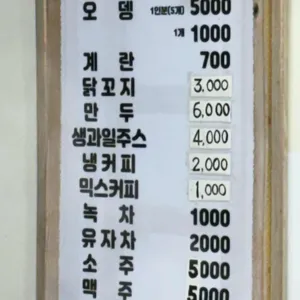 오 뎅 1인분(5개) 5000
1개 1000
계 란 700
닭꼬지 3,000
만 두 6,000
생과일주스 4,000
냉커피 2,000
믹스커피 1,000
녹 차 1000
유자차 2000
소 주 5000
맥 주 5000